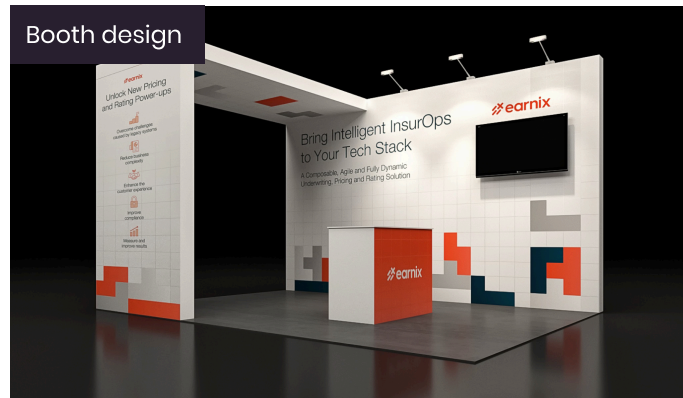 Booth design
earnix
Unlock New Pricing
and Rating Power-ups
Overcome challenges
caused by legacy systems
Reduce business
complexity
Enhance the
customer experience
Improve
compliance
Measure and
improve results
Bring Intelligent InsurOps
to Your Tech Stack
A Composable, Agile and Fully Dynamic
Underwriting, Pricing and Rating Solution
earnix
earnix